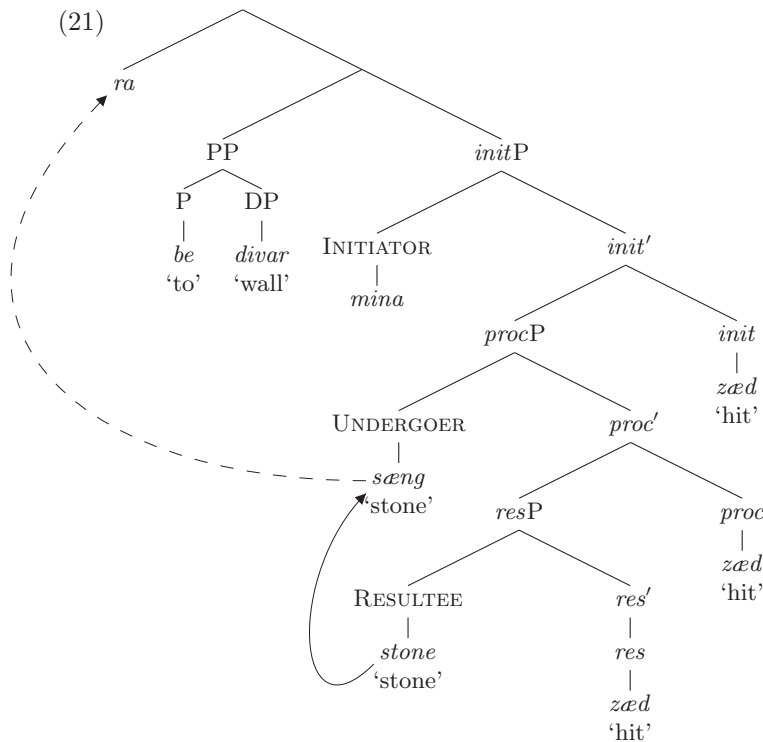 (21)
ra
PP initP
P DP
INITIATOR init′
be divar
‘to’ ‘wall’
mina
procP init
zæd
‘hit’
UNDERGOER proc′
sæng
‘stone’
resP proc
zæd
‘hit’
RESULTEE res′
stone res
‘stone’
zæd
‘hit’